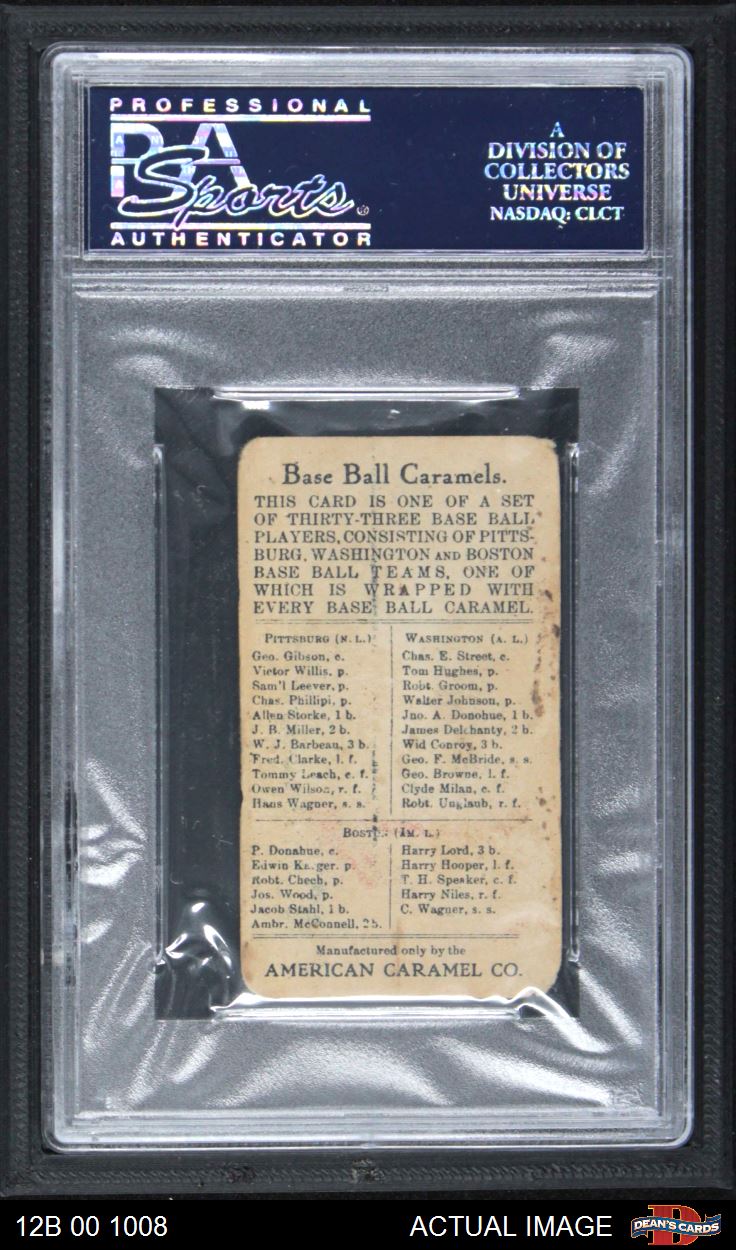 PROFESSIONAL
PSA
Sports
AUTHENTICATOR
A
DIVISION OF
COLLECTORS
UNIVERSE
NASDAQ: CLCT
Base Ball Caramels.
THIS CARD IS ONE OF A SET
OF THIRTY-THREE BASE BALL
PLAYERS, CONSISTING OF PITTS-
BURG, WASHINGTON AND BOSTON
BASE BALL TEAMS, ONE OF
WHICH IS WRAPPED WITH
EVERY BASE BALL CARAMEL.
PITTSBURG (N. L.)
Geo. Gibson, c.
Victor Willis, p.
Sam'l Leever, p.
Chas. Phillipi, p.
Allen Storke, 1 b.
J. B. Miller, 2 b.
W. J. Barbeau, 3 b.
Fred. Clarke, l. f.
Tommy Leach, c. f.
Owen Wilson, r. f.
Hans Wagner, s. s.
WASHINGTON (A. L.)
Chas. E. Street, c.
Tom Hughes, p.
Robt. Groom, p.
Walter Johnson, p.
Jno. A. Donohue, 1 b.
James Delehanty, 2 b.
Wid Conroy, 3 b.
Geo. F. McBride, s. s.
Geo. Browne, l. f.
Clyde Milan, c. f.
Robt. Unglaub, r. f.
BOSTON L.)
P. Donahue, c.
Edwin Karger. p.
Robt. Chech, p.
Jos. Wood, p.
Jacob Stahl, 1 b.
Ambr. McConnell, 2 b.
Harry Lord, 3 b.
Harry Hooper, l. f.
T. H. Speaker, c. f.
Harry Niles, r. f.
C. Wagner, s. s.
Manufactured only by the
AMERICAN CARAMEL CO.
12B 00 1008
ACTUAL IMAGE
DEAN'S CARDS